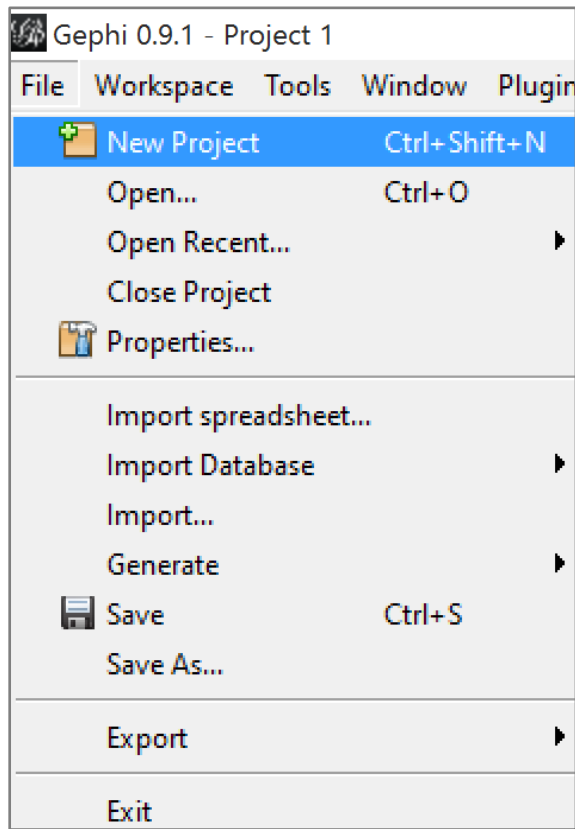 Gephi 0.9.1 - Project 1
File Workspace Tools Window Plugin
New Project Ctrl+Shift+N
Open... Ctrl+O
Open Recent...
Close Project
Properties...
Import spreadsheet...
Import Database
Import...
Generate
Save Ctrl+S
Save As...
Export
Exit